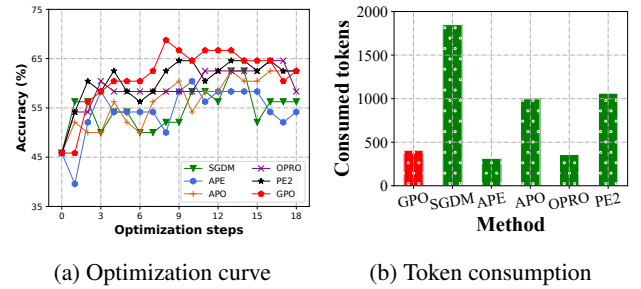 65
55
45
35
Accuracy (%)
SGDM
APE
APO
OPRO
PE2
GPO
0 3 6 9 12 15 18
Optimization steps
(a) Optimization curve
2000
1500
1000
500
0
Consumed tokens
GPO SGDM APE APO OPRO PE2
Method
(b) Token consumption